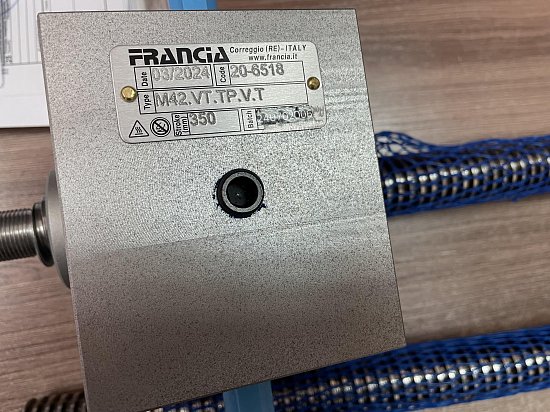 FRANCIA Correggio (RE)-ITALY
www.francia.it
Date 03/2024 Code 20-6518
Type M42.VT.TP.V.T
Stroke (mm) 350 Batch